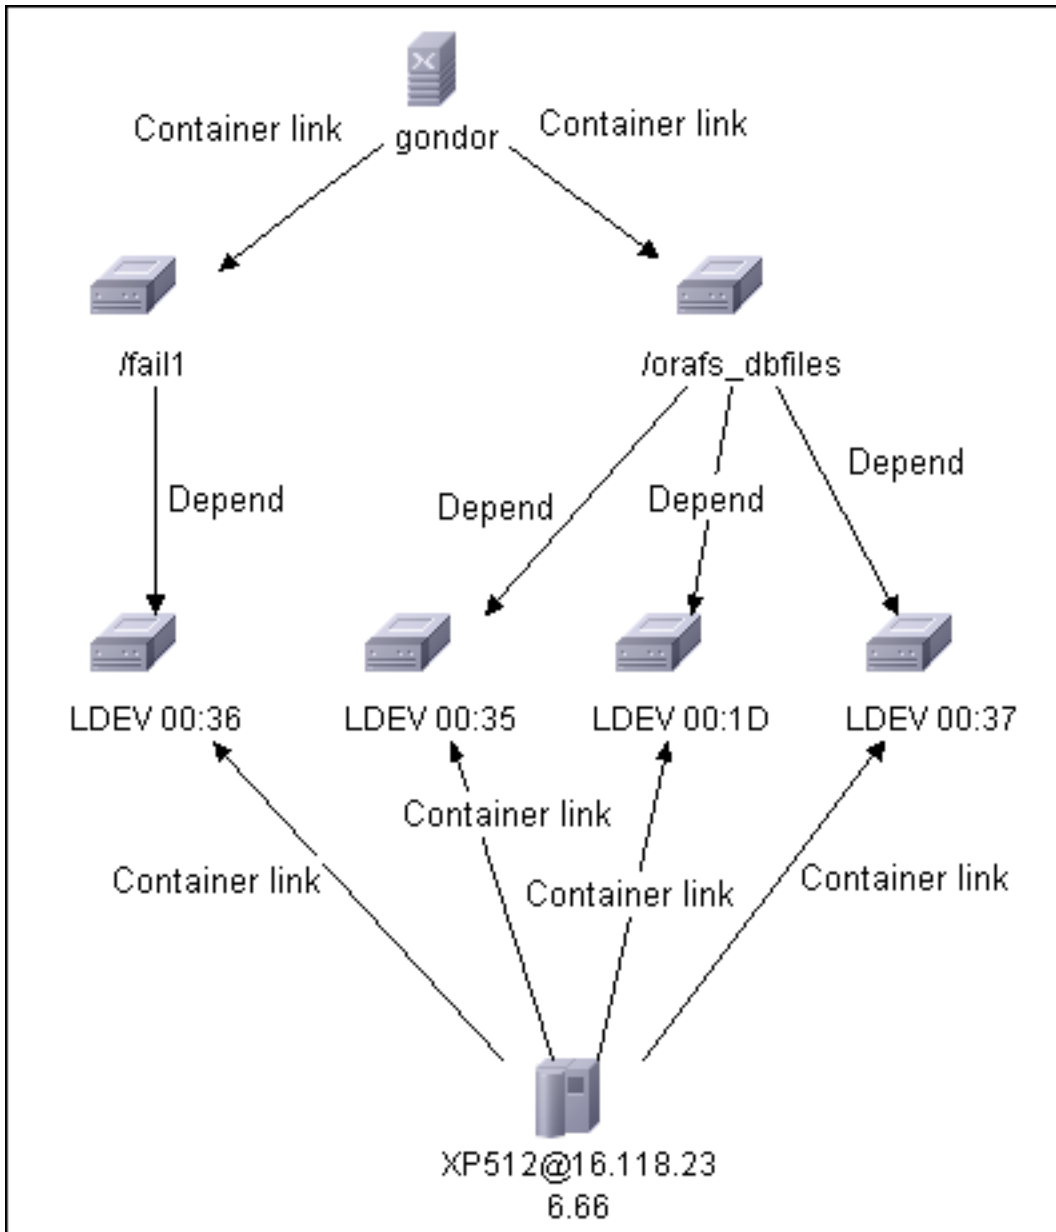 Container link
Container link
gondor
/fail1
/orafs_dbfiles
Depend
Depend
Depend
Depend
LDEV 00:36
LDEV 00:35
LDEV 00:1D
LDEV 00:37
Container link
Container link
Container link
Container link
XP512@16.118.23
6.66